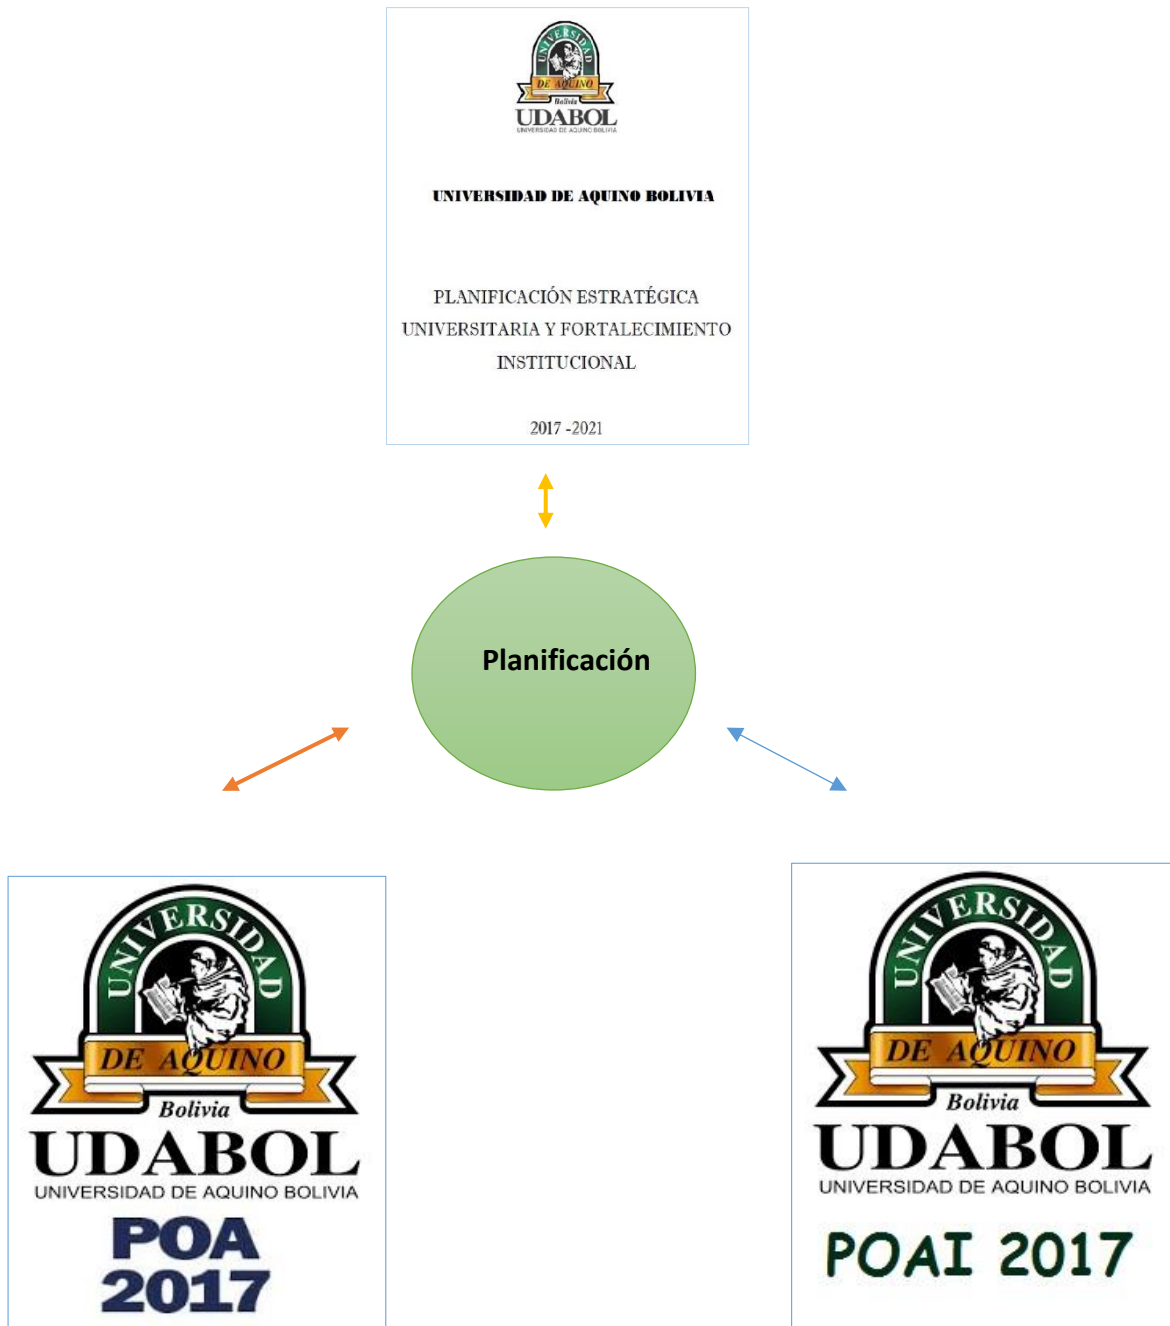 UNIVERSIDAD
DE AQUINO
Bolivia
UDABOL
UNIVERSIDAD DE AQUINO BOLIVIA
UNIVERSIDAD DE AQUINO BOLIVIA
PLANIFICACIÓN ESTRATÉGICA
UNIVERSITARIA Y FORTALECIMIENTO
INSTITUCIONAL
2017 -2021
Planificación
UNIVERSIDAD
DE AQUINO
Bolivia
UDABOL
UNIVERSIDAD DE AQUINO BOLIVIA
POA
2017
UNIVERSIDAD
DE AQUINO
Bolivia
UDABOL
UNIVERSIDAD DE AQUINO BOLIVIA
POAI 2017